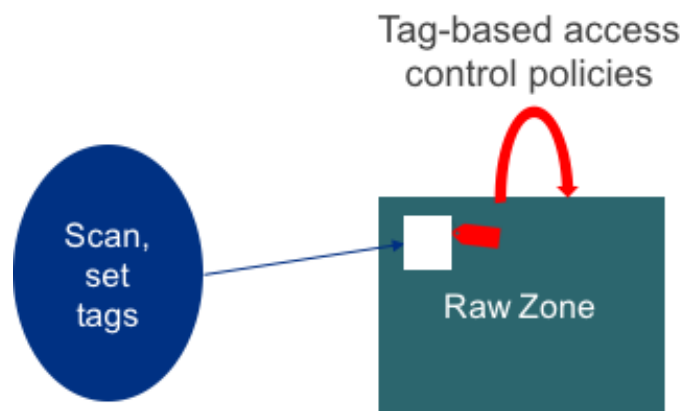 Tag-based access
control policies
Scan,
set
tags
Raw Zone